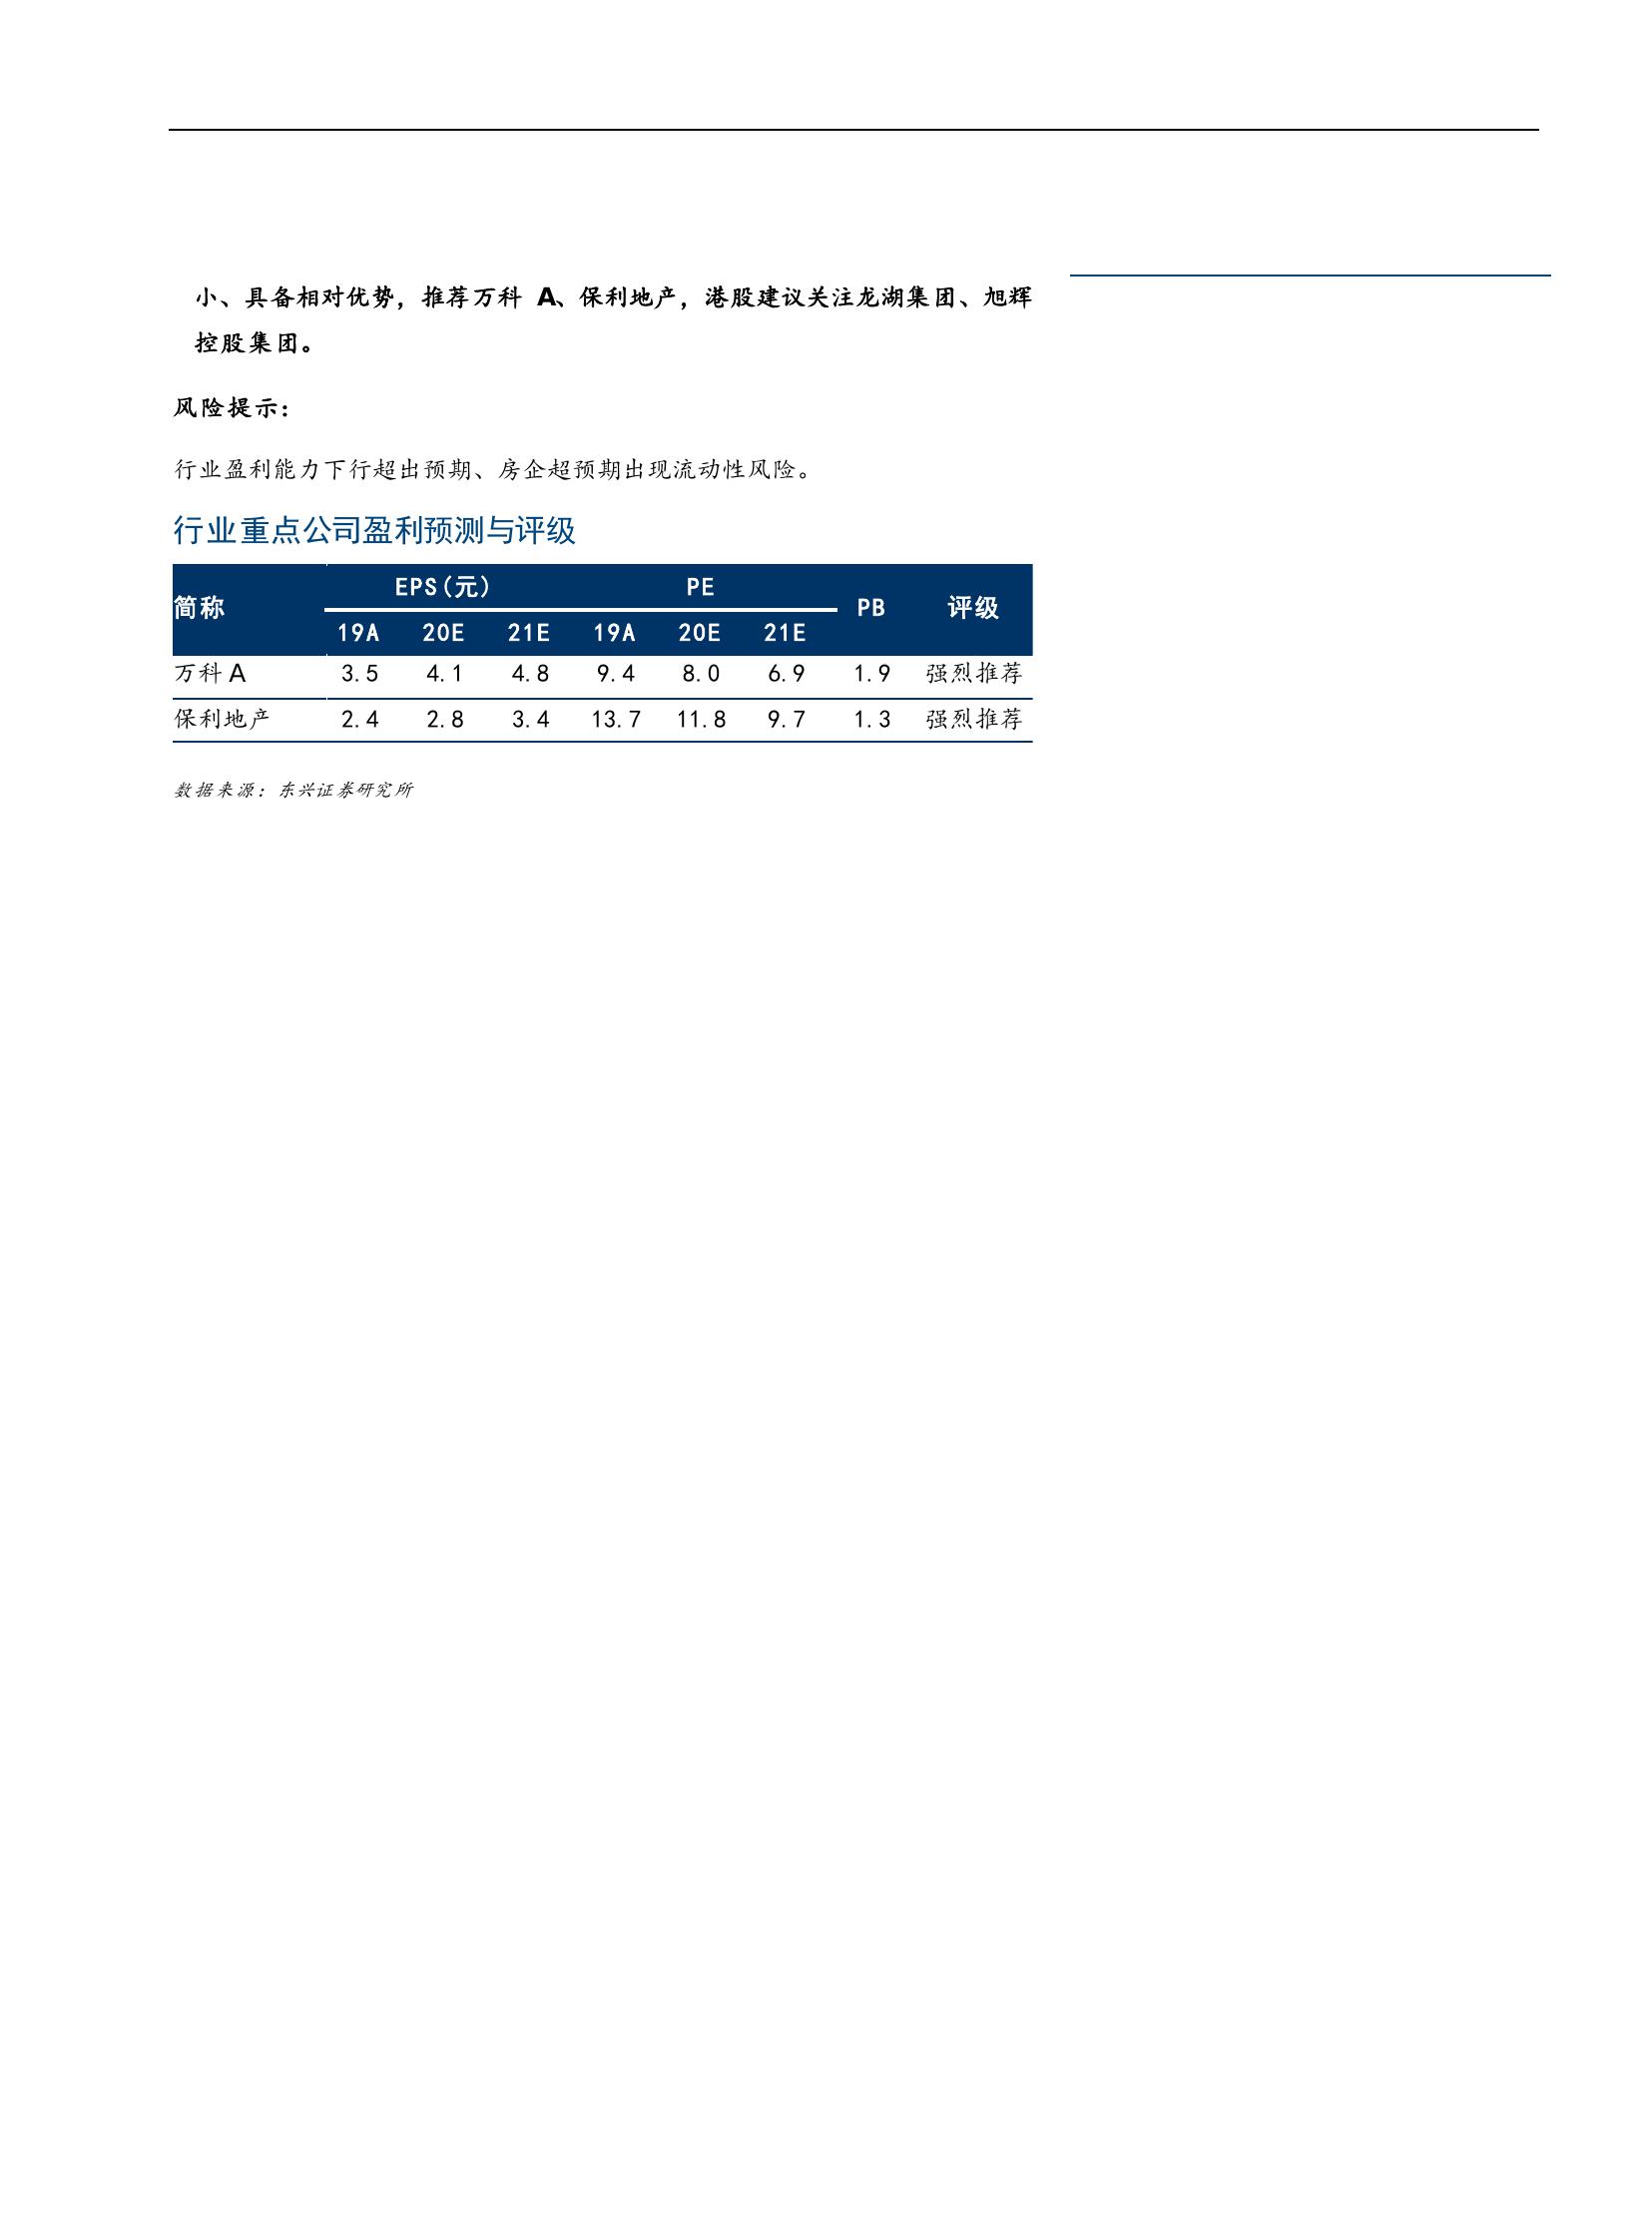 小、具备相对优势，推荐万科 A、保利地产，港股建议关注龙湖集团、旭辉
控股集团。
风险提示：
行业盈利能力下行超出预期、房企超预期出现流动性风险。
行业重点公司盈利预测与评级
简称 EPS(元) PE PB 评级
19A 20E 21E 19A 20E 21E
万科 A 3.5 4.1 4.8 9.4 8.0 6.9 1.9 强烈推荐
保利地产 2.4 2.8 3.4 13.7 11.8 9.7 1.3 强烈推荐
数据来源：东兴证券研究所